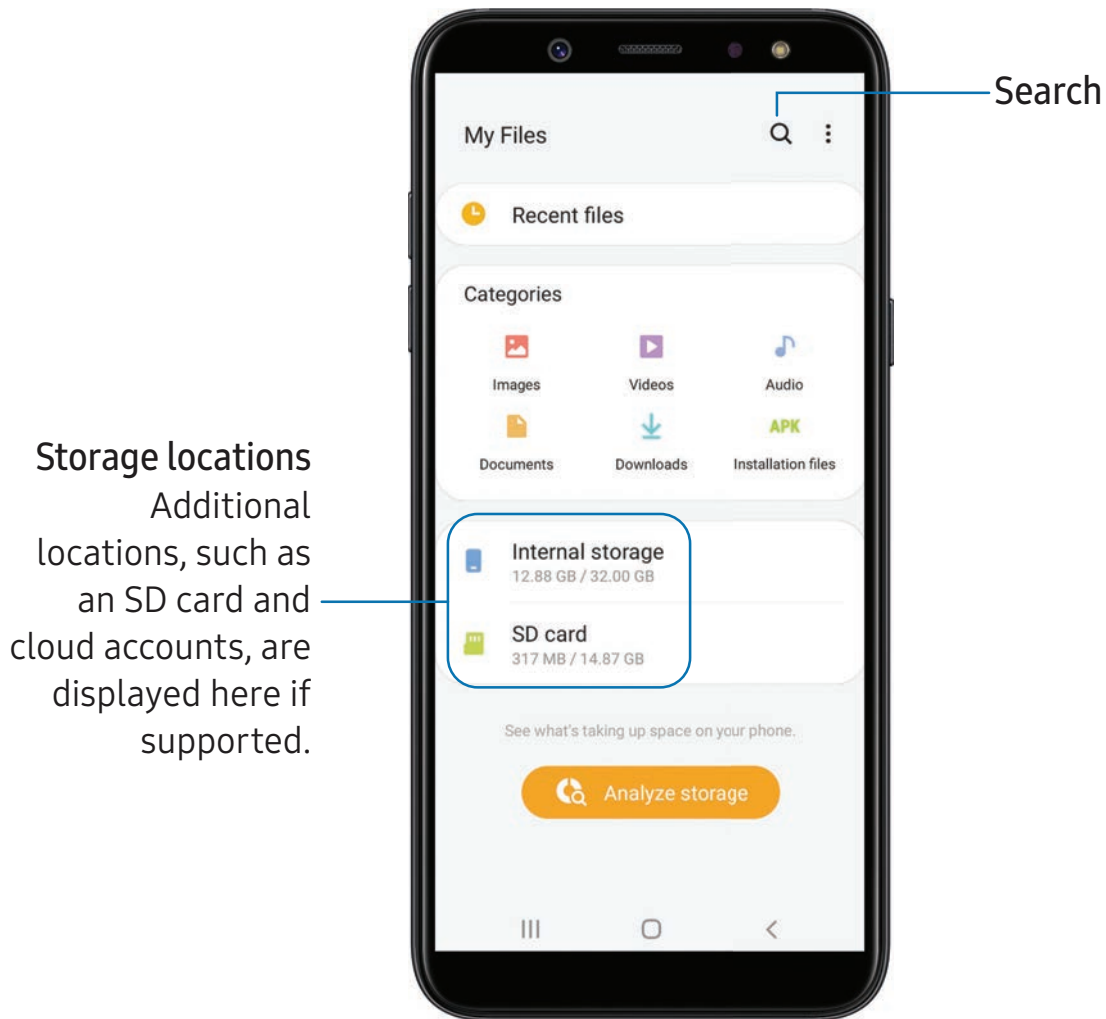 Search
My Files
Recent files
Categories
Images Videos Audio
Documents Downloads APK Installation files
Storage locations
Additional
locations, such as
an SD card and
cloud accounts, are
displayed here if
supported.
Internal storage
12.88 GB / 32.00 GB
SD card
317 MB / 14.87 GB
See what's taking up space on your phone.
Analyze storage